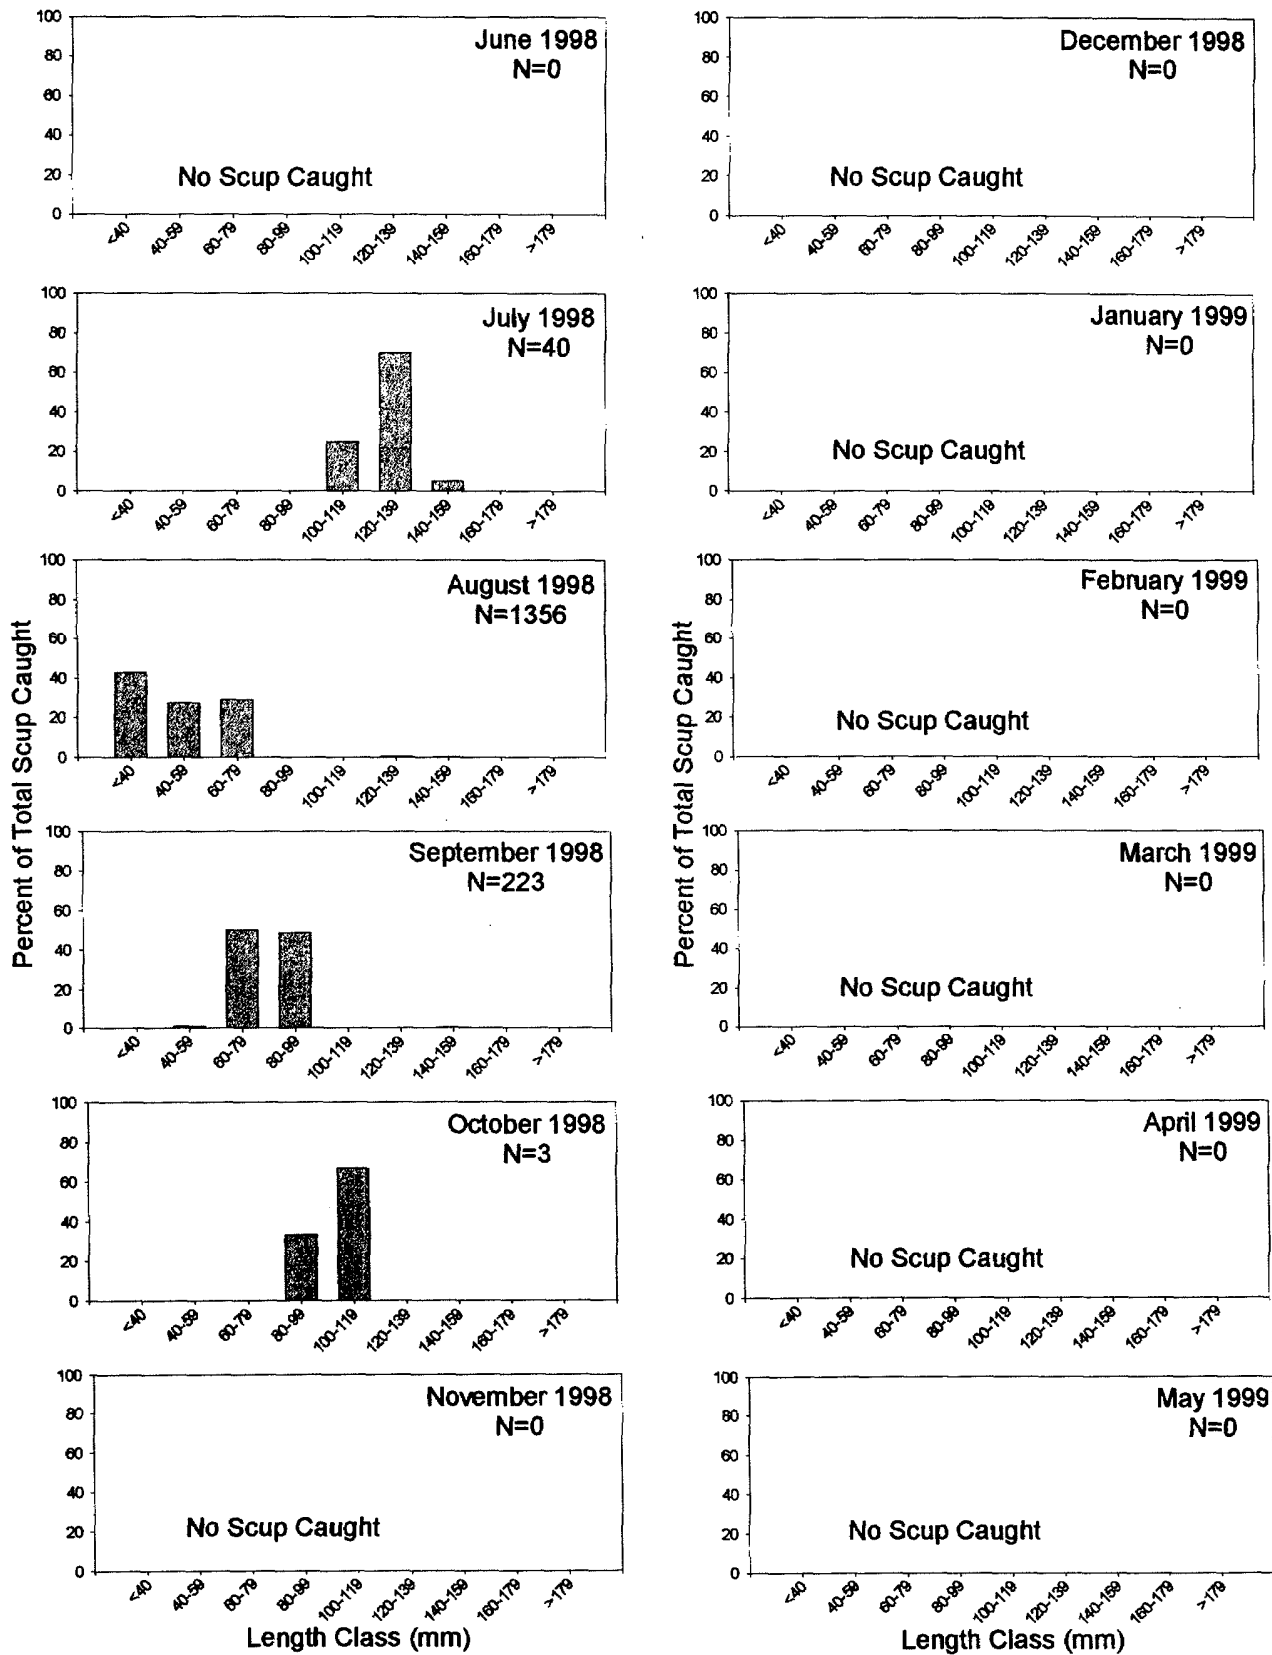 June 1998
N=0
100
80
60
40
20
0
No Scup Caught
<40 40-59 60-79 80-99 100-119 120-139 140-159 160-179 >179
July 1998
N=40
100
80
60
40
20
0
<40 40-59 60-79 80-99 100-119 120-139 140-159 160-179 >179
August 1998
N=1356
100
80
60
40
20
0
<40 40-59 60-79 80-99 100-119 120-139 140-159 160-179 >179
Percent of Total Scup Caught
September 1998
N=223
100
80
60
40
20
0
<40 40-59 60-79 80-99 100-119 120-139 140-159 160-179 >179
October 1998
N=3
100
80
60
40
20
0
<40 40-59 60-79 80-99 100-119 120-139 140-159 160-179 >179
November 1998
N=0
100
80
60
40
20
0
No Scup Caught
<40 40-59 60-79 80-99 100-119 120-139 140-159 160-179 >179
Length Class (mm)
December 1998
N=0
100
80
60
40
20
0
No Scup Caught
<40 40-59 60-79 80-99 100-119 120-139 140-159 160-179 >179
January 1999
N=0
100
80
60
40
20
0
No Scup Caught
<40 40-59 60-79 80-99 100-119 120-139 140-159 160-179 >179
February 1999
N=0
100
80
60
40
20
0
No Scup Caught
<40 40-59 60-79 80-99 100-119 120-139 140-159 160-179 >179
Percent of Total Scup Caught
March 1999
N=0
100
80
60
40
20
0
No Scup Caught
<40 40-59 60-79 80-99 100-119 120-139 140-159 160-179 >179
April 1999
N=0
100
80
60
40
20
0
No Scup Caught
<40 40-59 60-79 80-99 100-119 120-139 140-159 160-179 >179
May 1999
N=0
100
80
60
40
20
0
No Scup Caught
<40 40-59 60-79 80-99 100-119 120-139 140-159 160-179 >179
Length Class (mm)